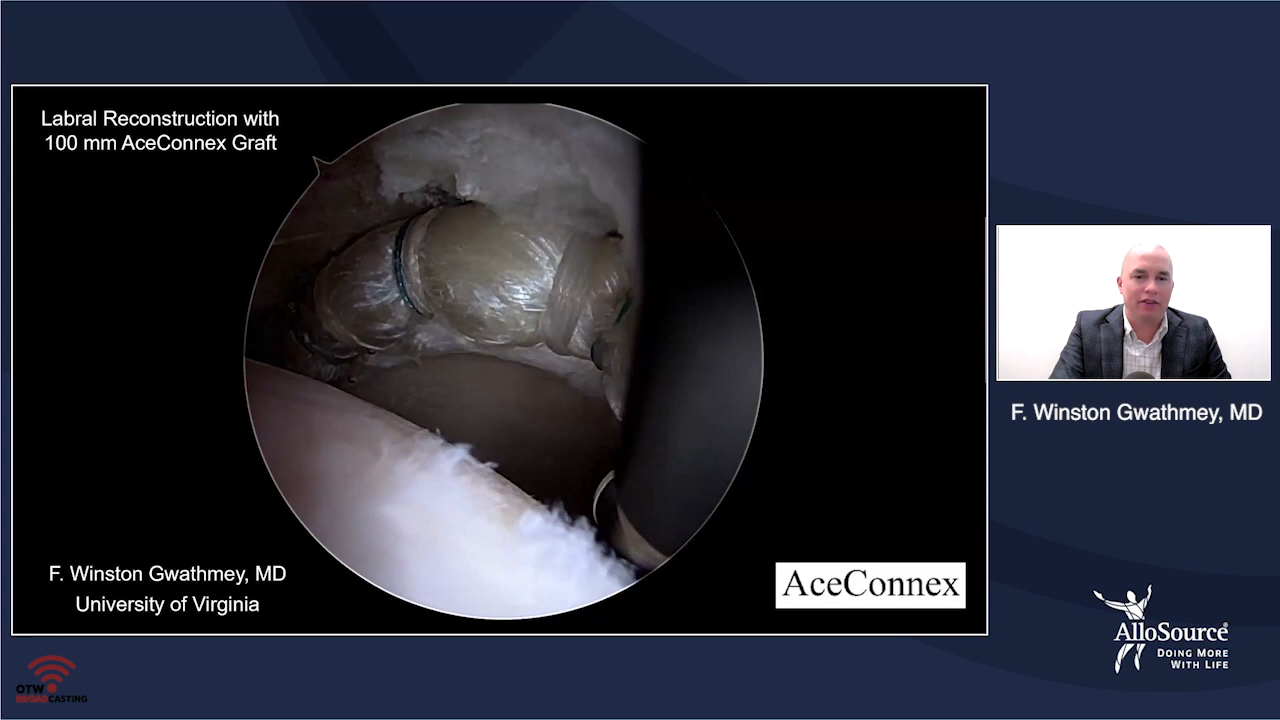 Labral Reconstruction with
100 mm AceConnex Graft
F. Winston Gwathmey, MD
University of Virginia
AceConnex
F. Winston Gwathmey, MD
AlloSource®
DOING MORE
WITH LIFE
OTW
BROADCASTING